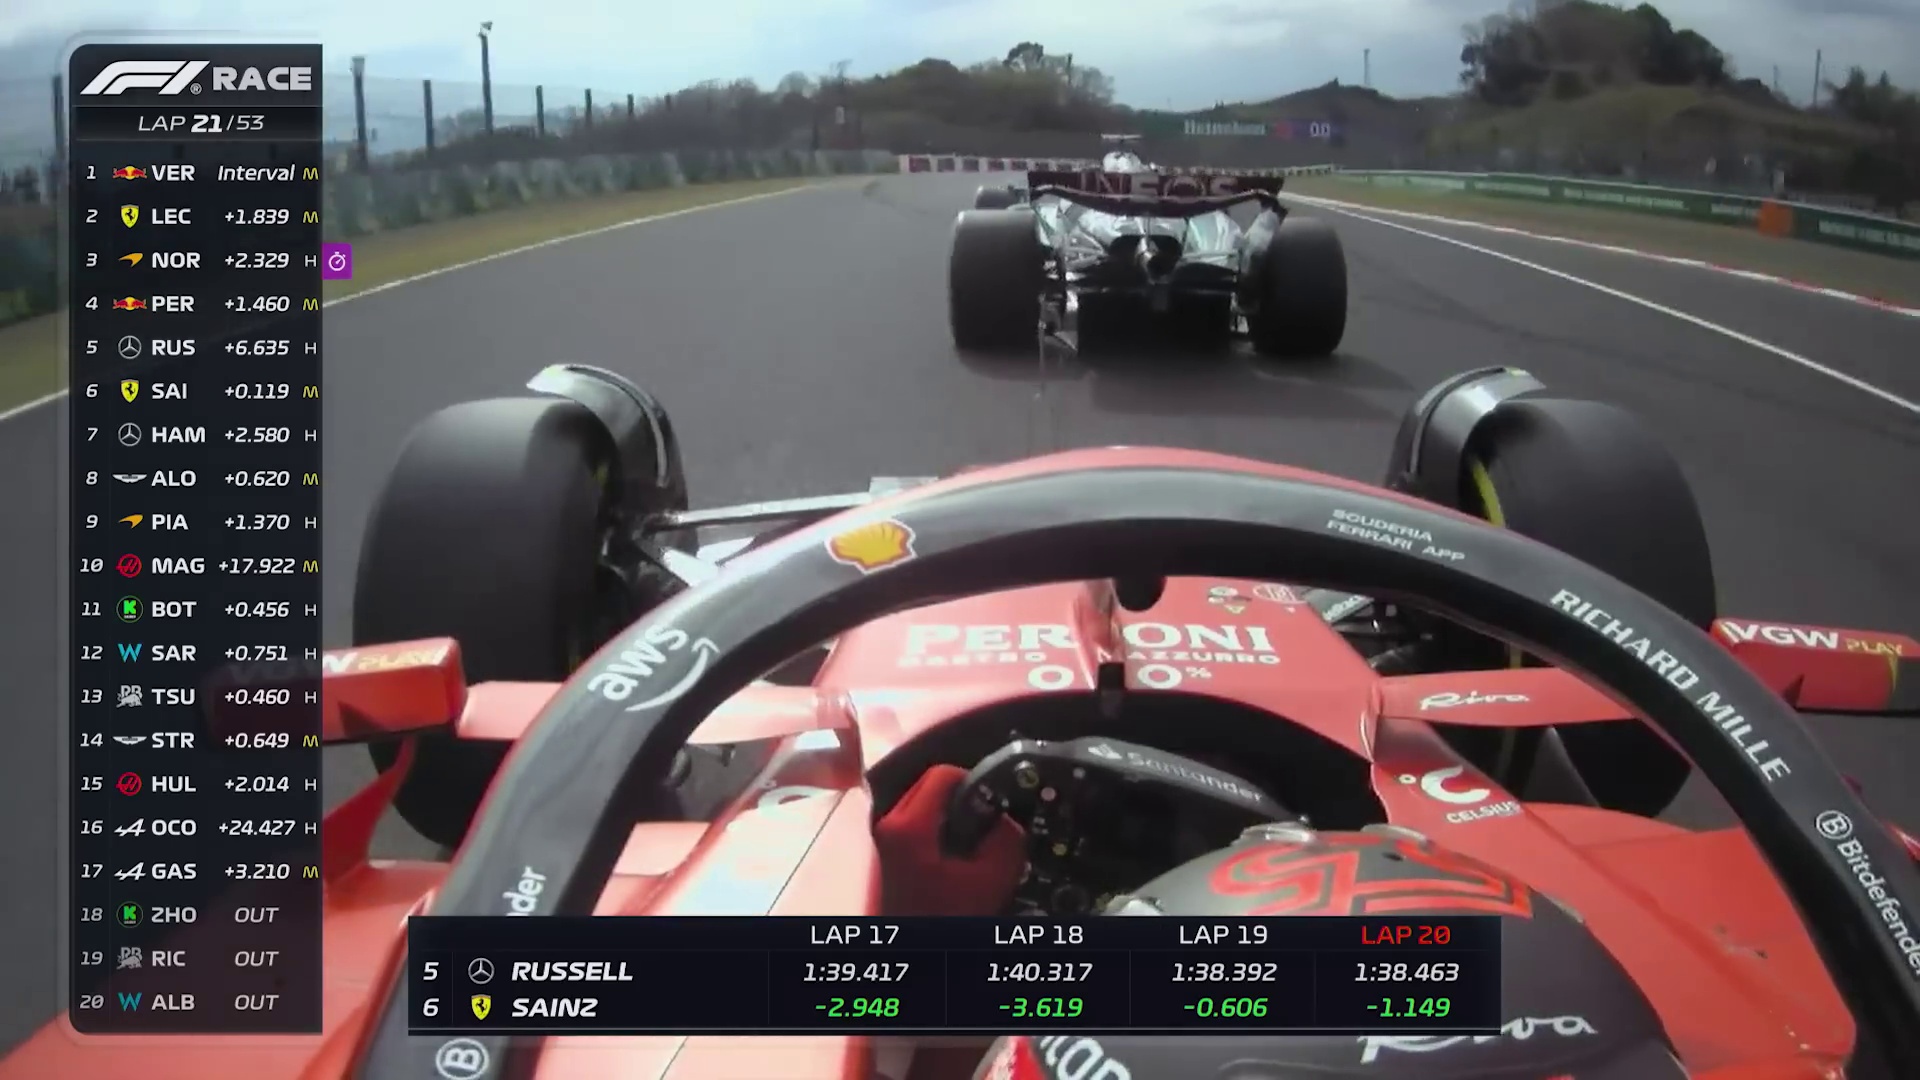 F1® RACE
LAP 21/53
1 VER Interval M
2 LEC +1.839 M
3 NOR +2.329 H
4 PER +1.460 M
5 RUS +6.635 H
6 SAI +0.119 M
7 HAM +2.580 H
8 ALO +0.620 M
9 PIA +1.370 H
10 MAG +17.922 M
11 BOT +0.456 H
12 SAR +0.751 H
13 TSU +0.460 H
14 STR +0.649 M
15 HUL +2.014 H
16 OCO +24.427 H
17 GAS +3.210 M
18 ZHO OUT
19 RIC OUT
20 ALB OUT
INEOS
SCUDERIA
FERRARI APP
RICHARD MILLE
aws
PERONI
NASTRO AZZURRO
0.0%
VGW PLAY
Riva
Santander
CELSIUS
Bitdefender
LAP 17 LAP 18 LAP 19 LAP 20
5 RUSSELL 1:39.417 1:40.317 1:38.392 1:38.463
6 SAINZ -2.948 -3.619 -0.606 -1.149
Riva